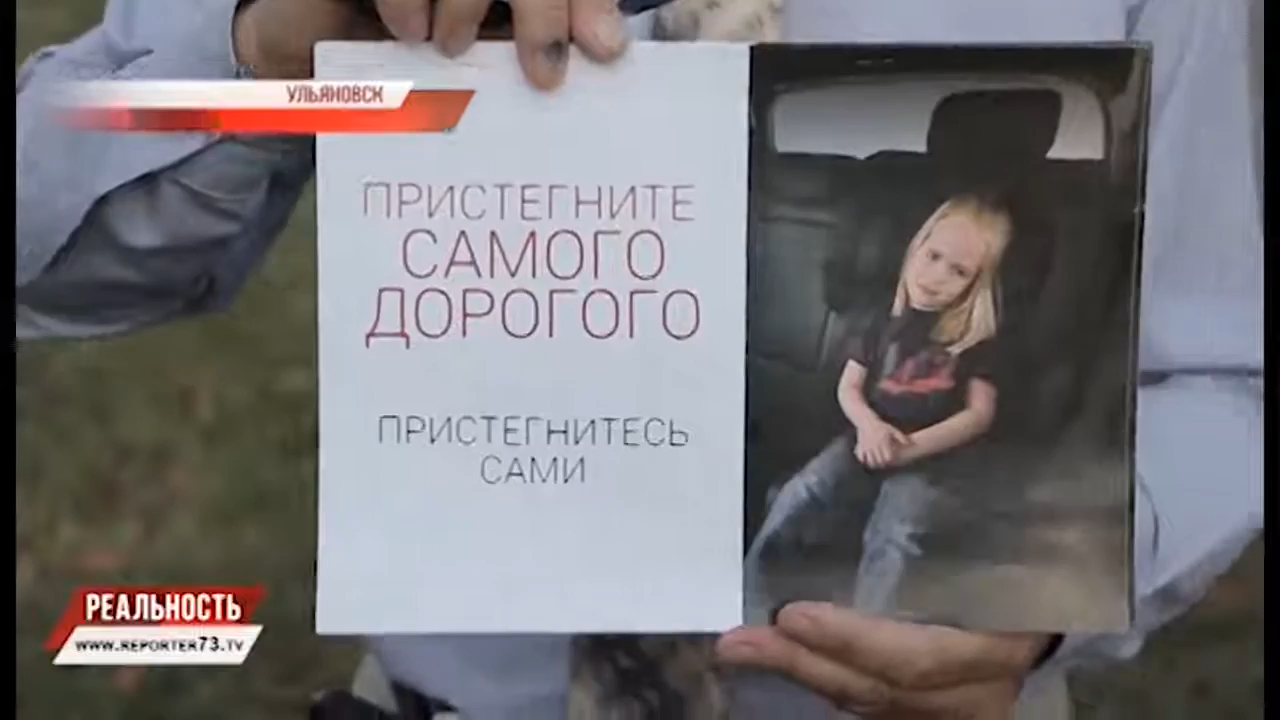 УЛЬЯНОВСК
ПРИСТЕГНИТЕ
САМОГО
ДОРОГОГО
ПРИСТЕГНИТЕСЬ
САМИ
РЕАЛЬНОСТЬ
WWW.REPORTER73.TV